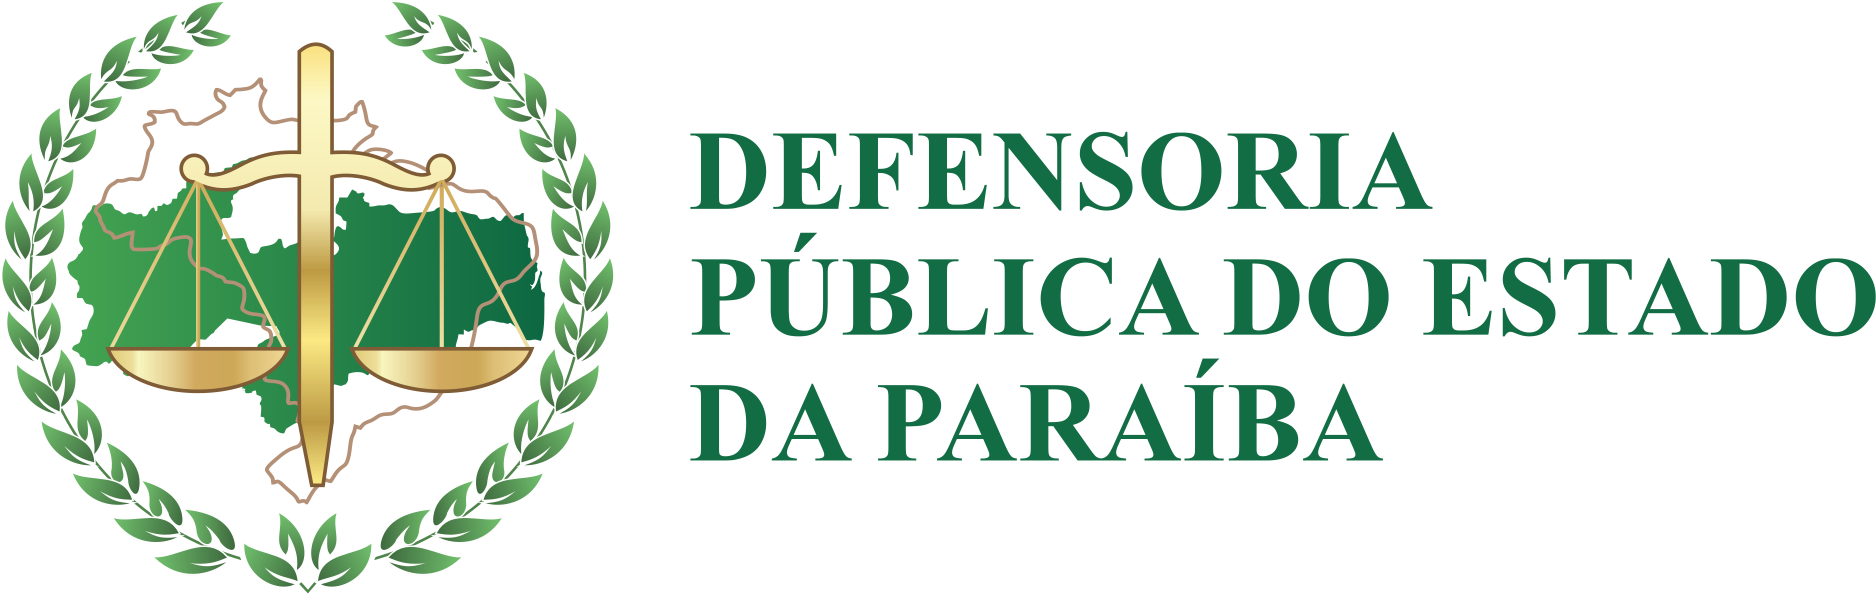 DEFENSORIA
PÚBLICA DO ESTADO
DA PARAÍBA